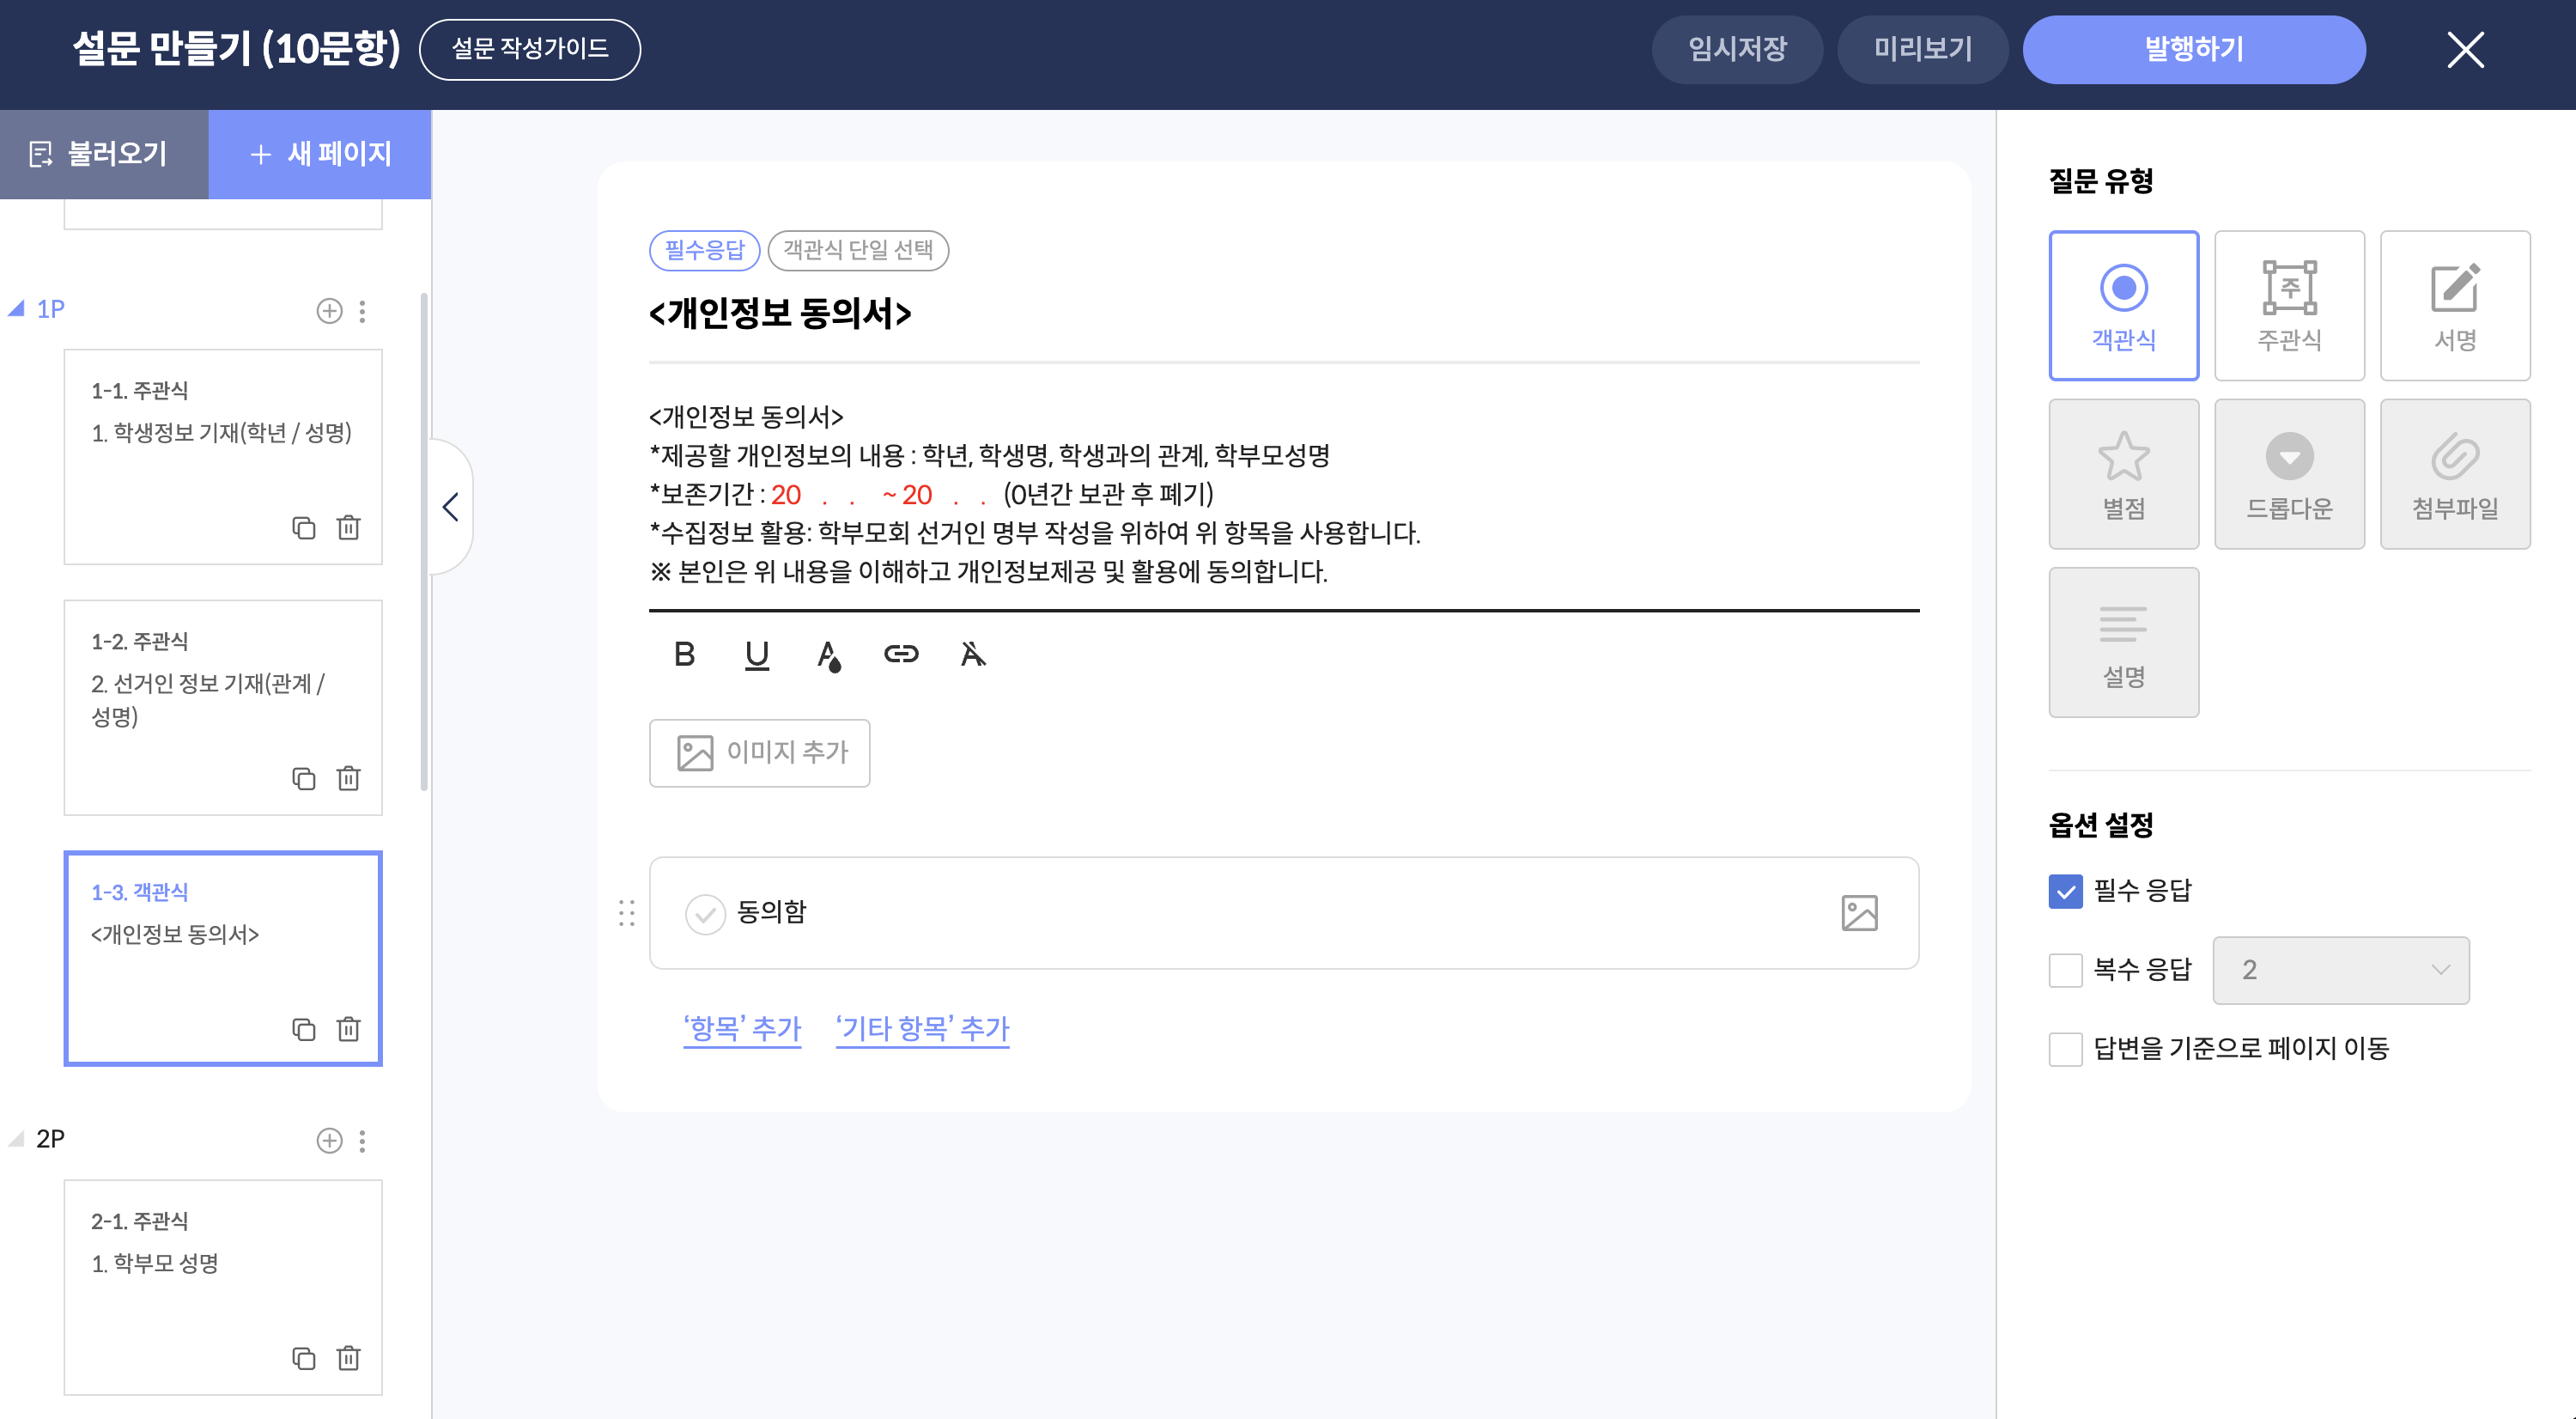 설문 만들기 (10문항)
설문 작성가이드
임시저장
미리보기
발행하기
불러오기
새 페이지
1P
1-1. 주관식
1. 학생정보 기재(학년 / 성명)
1-2. 주관식
2. 선거인 정보 기재(관계 /
성명)
1-3. 객관식
<개인정보 동의서>
2P
2-1. 주관식
1. 학부모 성명
필수응답
객관식 단일 선택
<개인정보 동의서>
<개인정보 동의서>
*제공할 개인정보의 내용 : 학년, 학생명, 학생과의 관계, 학부모성명
*보존기간 : 20 . . ~ 20 . . (0년간 보관 후 폐기)
*수집정보 활용: 학부모회 선거인 명부 작성을 위하여 위 항목을 사용합니다.
※ 본인은 위 내용을 이해하고 개인정보제공 및 활용에 동의합니다.
B U A A
이미지 추가
동의함
‘항목’ 추가
‘기타 항목’ 추가
질문 유형
객관식
주
주관식
서명
별점
드롭다운
첨부파일
설명
옵션 설정
필수 응답
복수 응답
2
답변을 기준으로 페이지 이동